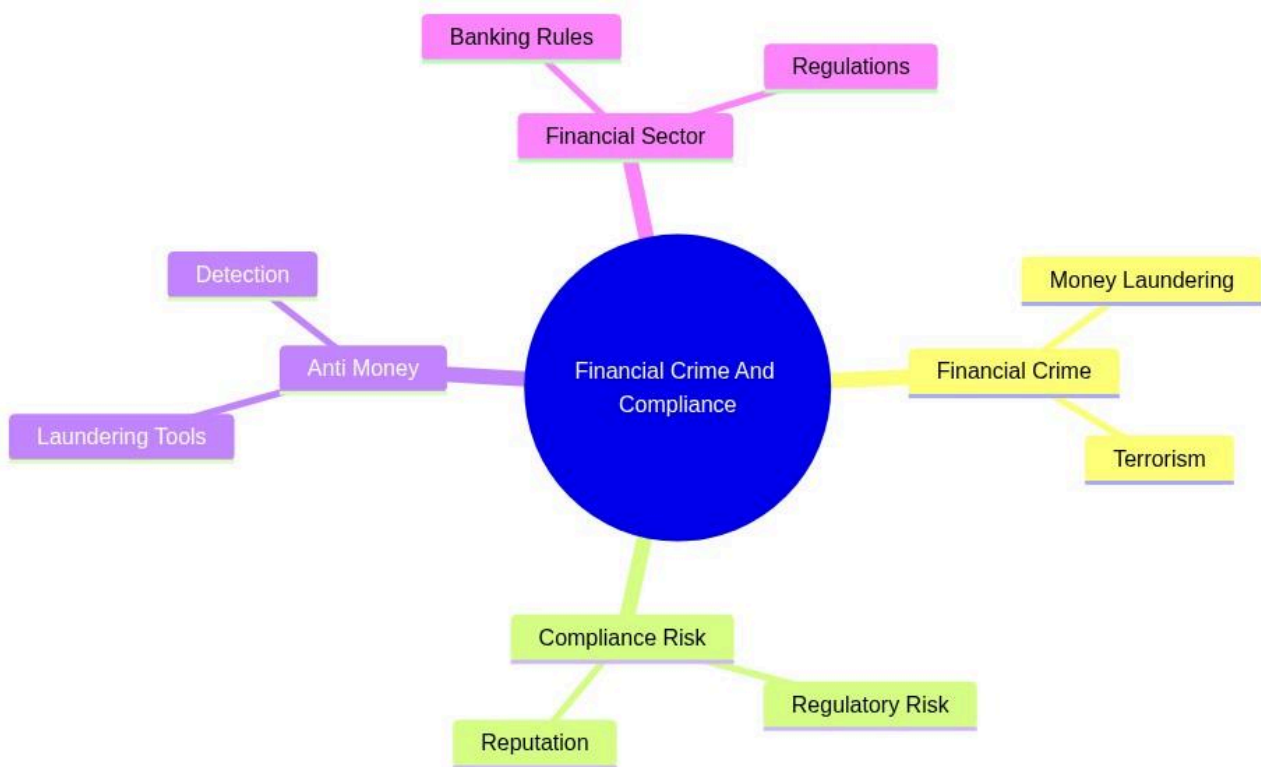 Banking Rules
Regulations
Financial Sector
Detection
Money Laundering
Anti Money
Financial Crime And
Compliance
Financial Crime
Laundering Tools
Terrorism
Compliance Risk
Regulatory Risk
Reputation